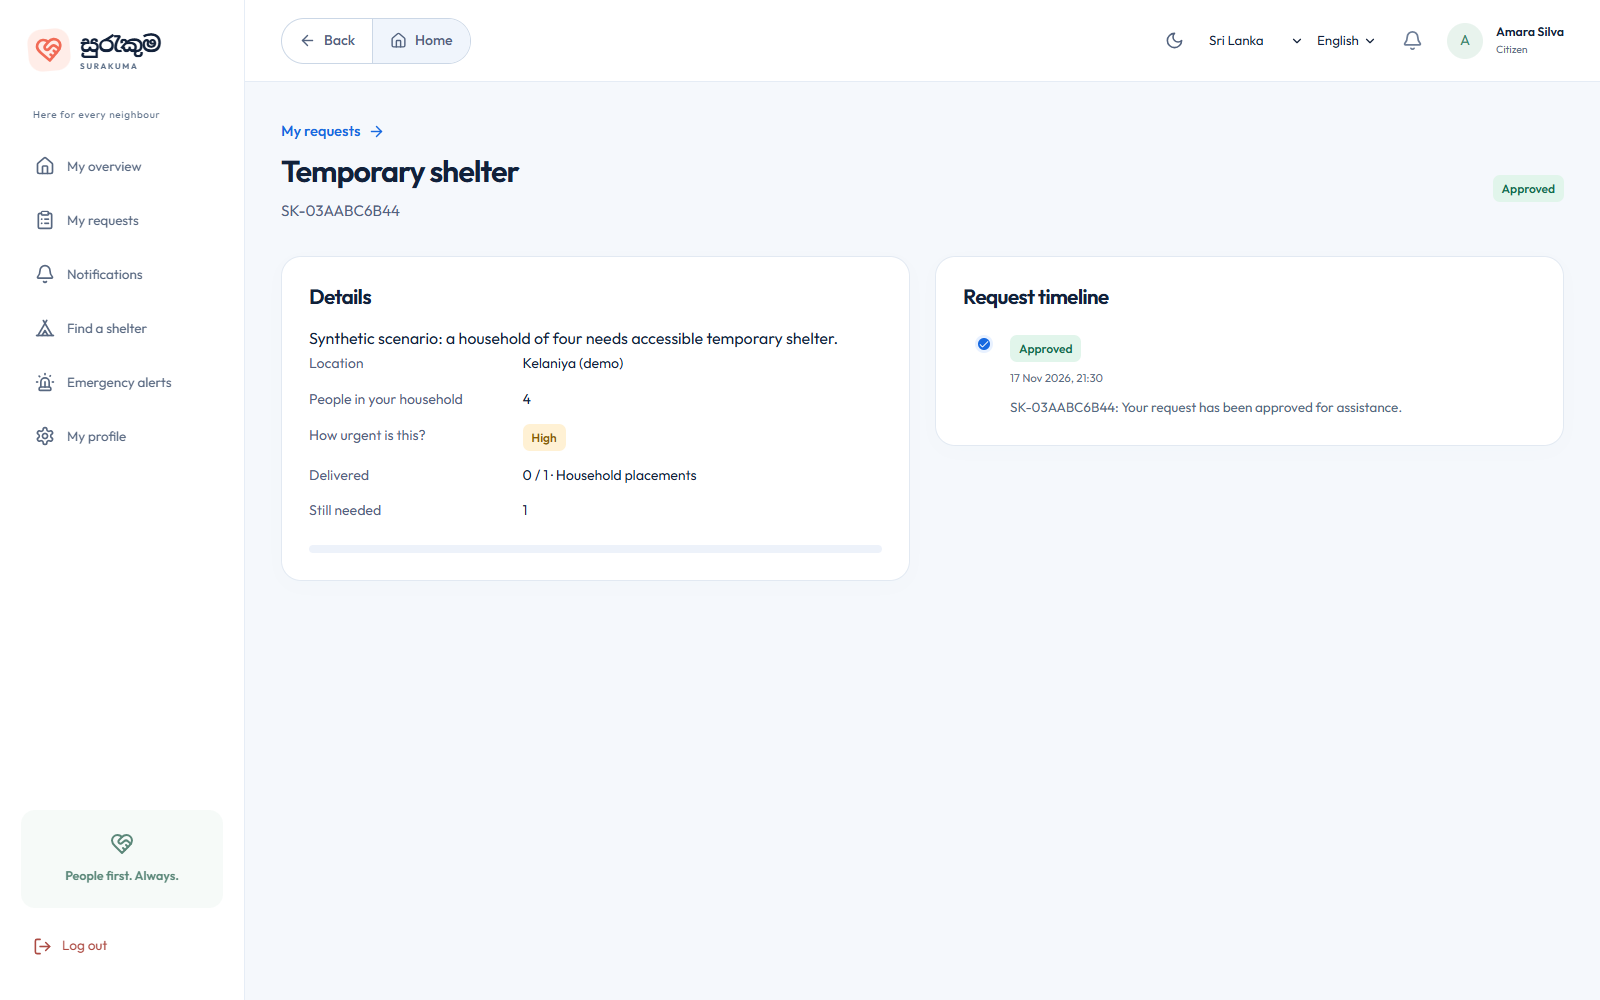 සුරැකුම
SURAKUMA
Here for every neighbour
My overview
My requests
Notifications
Find a shelter
Emergency alerts
My profile
People first. Always.
Log out
Back
Home
Sri Lanka
English
A
Amara Silva
Citizen
My requests
Temporary shelter
SK-03AABC6B44
Approved
Details
Synthetic scenario: a household of four needs accessible temporary shelter.
Location Kelaniya (demo)
People in your household 4
How urgent is this? High
Delivered 0 / 1 · Household placements
Still needed 1
Request timeline
Approved
17 Nov 2026, 21:30
SK-03AABC6B44: Your request has been approved for assistance.